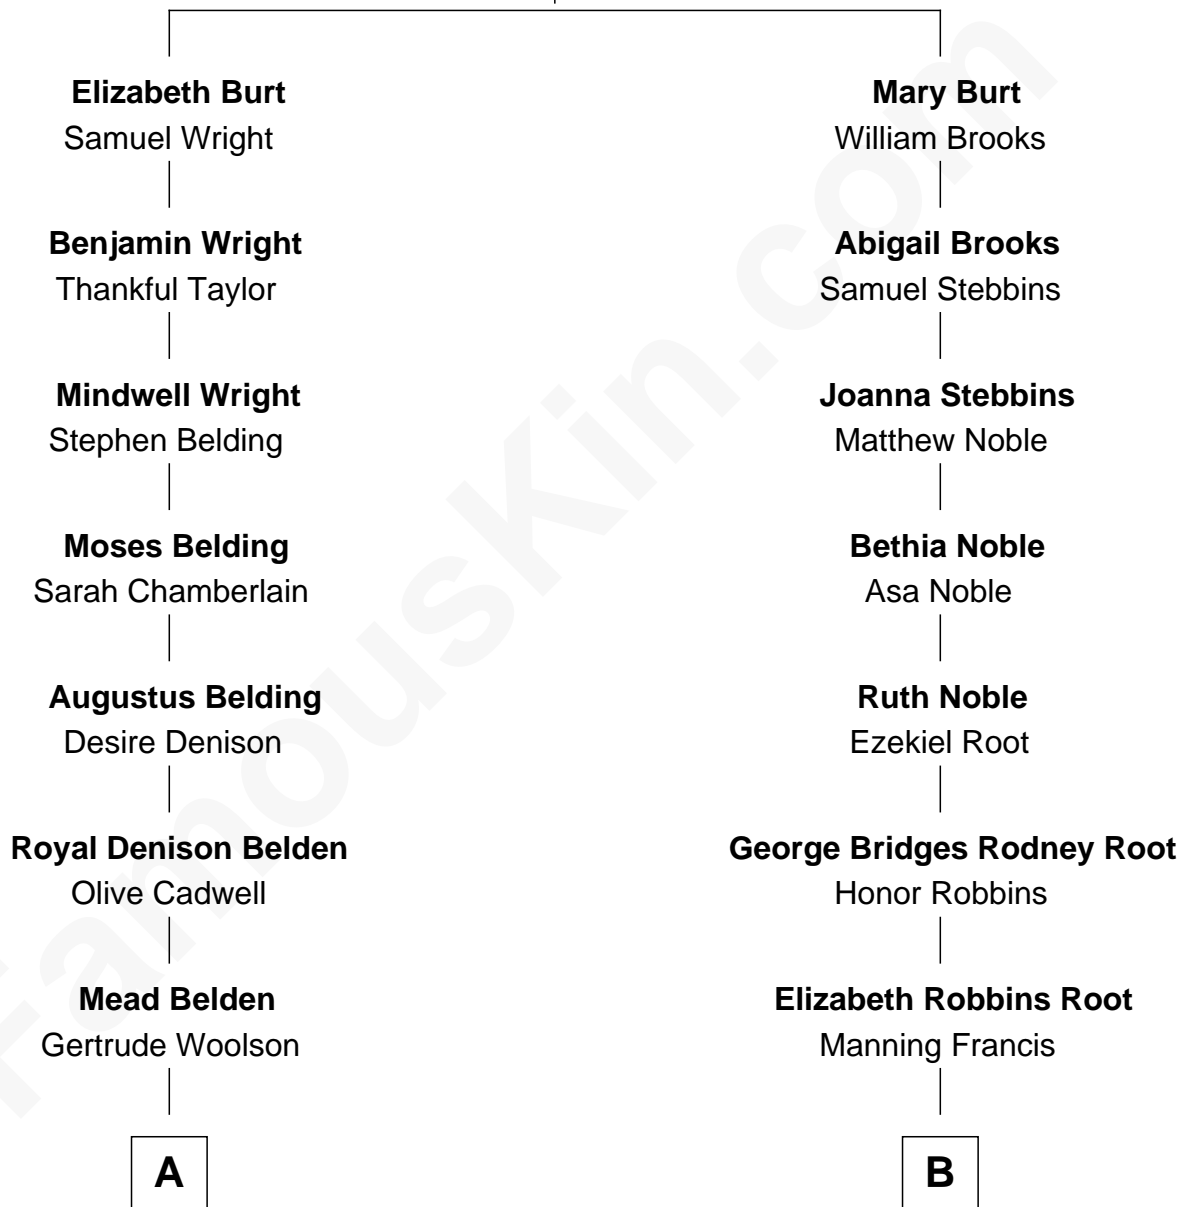 Elizabeth Burt
Samuel Wright
Benjamin Wright
Thankful Taylor
Mindwell Wright
Stephen Belding
Moses Belding
Sarah Chamberlain
Augustus Belding
Desire Denison
Royal Denison Belden
Olive Cadwell
Mead Belden
Gertrude Woolson
A
Mary Burt
William Brooks
Abigail Brooks
Samuel Stebbins
Joanna Stebbins
Matthew Noble
Bethia Noble
Asa Noble
Ruth Noble
Ezekiel Root
George Bridges Rodney Root
Honor Robbins
Elizabeth Robbins Root
Manning Francis
B
FamousKin.com